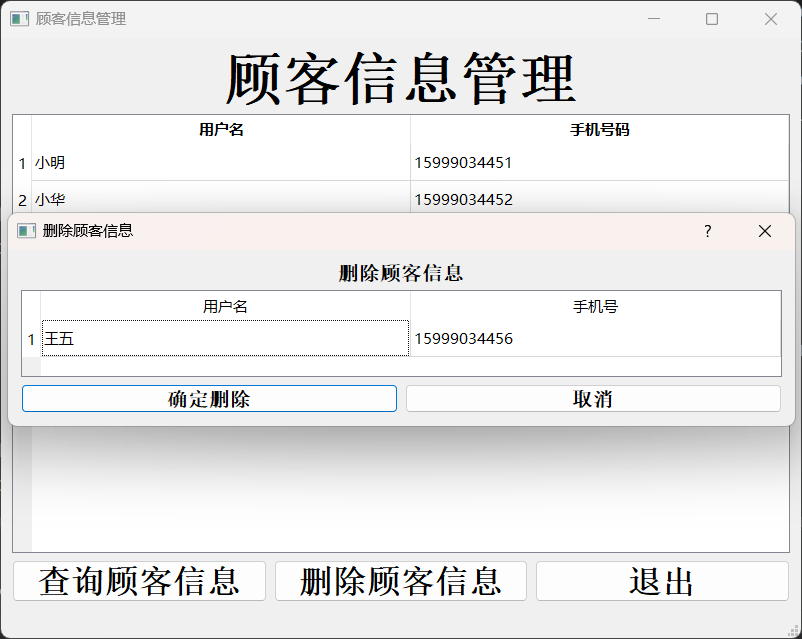 顾客信息管理
顾客信息管理
用户名 手机号码
1 小明 15999034451
2 小华 15999034452
删除顾客信息 ?
删除顾客信息
用户名 手机号
1 王五 15999034456
确定删除 取消
查询顾客信息 删除顾客信息 退出